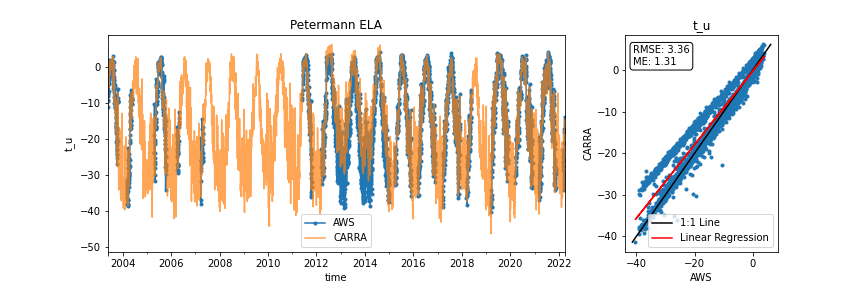 Petermann ELA
t_u
0
−10
−20
−30
−40
−50
t_u
2004
2006
2008
2010
2012
2014
2016
2018
2020
2022
time
AWS
CARRA
t_u
RMSE: 3.36
ME: 1.31
0
−10
−20
−30
−40
CARRA
−40
−20
0
AWS
1:1 Line
Linear Regression